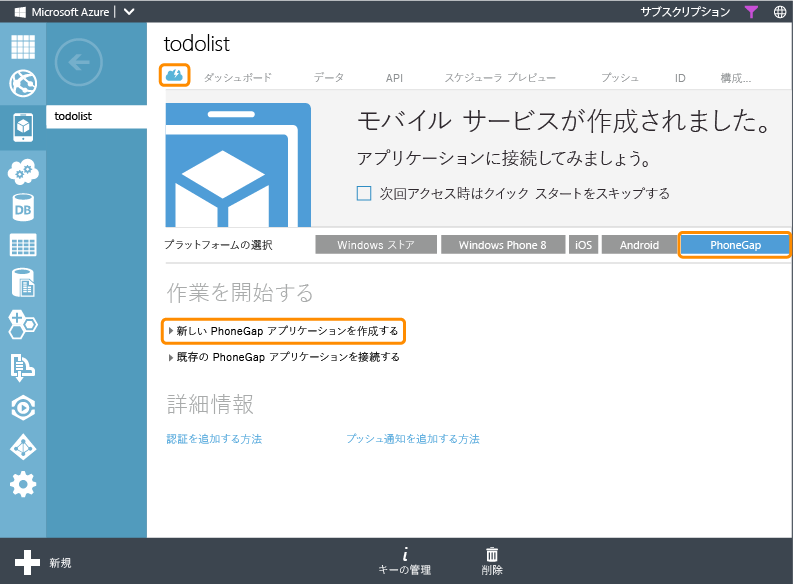 Microsoft Azure
サブスクリプション
todolist
ダッシュボード データ API スケジューラ プレビュー プッシュ ID 構成...
todolist
モバイル サービスが作成されました。
アプリケーションに接続してみましょう。
次回アクセス時はクイック スタートをスキップする
プラットフォームの選択 Windows ストア Windows Phone 8 iOS Android PhoneGap
作業を開始する
新しい PhoneGap アプリケーションを作成する
既存の PhoneGap アプリケーションを接続する
詳細情報
認証を追加する方法 プッシュ通知を追加する方法
DB
新規 キーの管理 削除